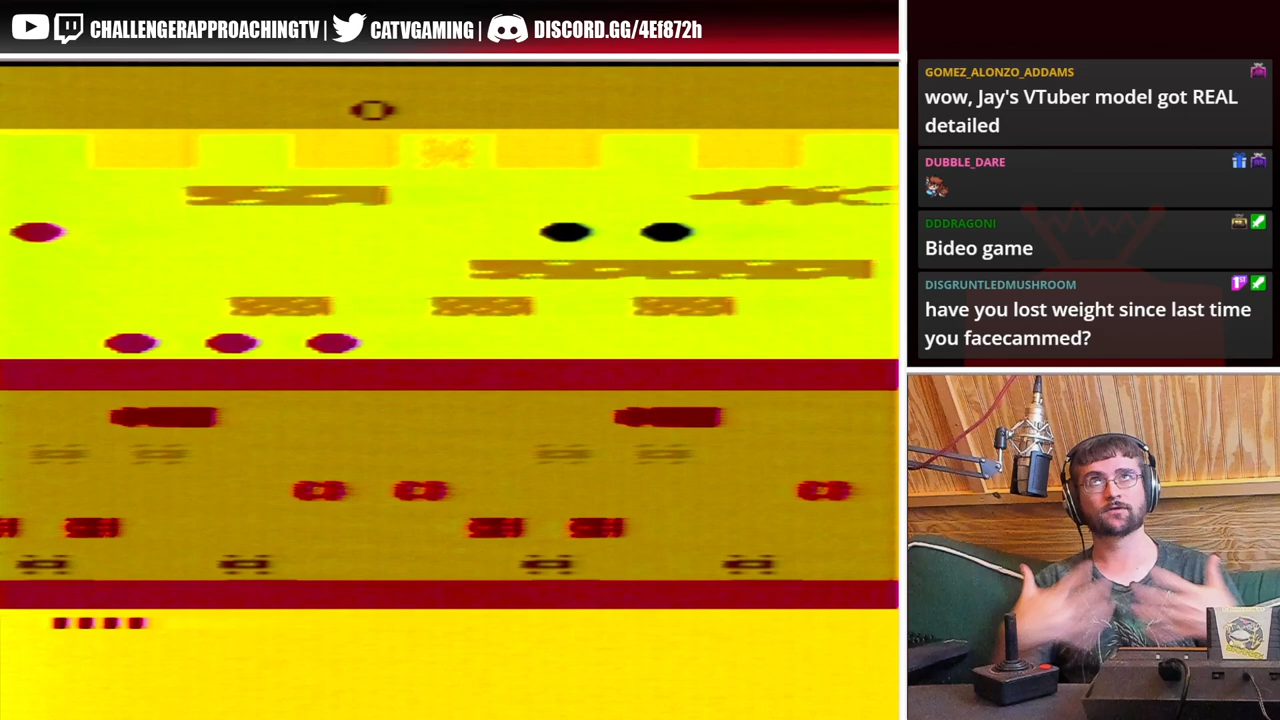 CHALLENGERAPPROACHINGTV | CATVGAMING | DISCORD.GG/4Ef872h
GOMEZ_ALONZO_ADDAMS
wow, Jay's VTuber model got REAL
detailed
DUBBLE_DARE
DDDRAGONI
Bideo game
DISGRUNTLEDMUSHROOM
have you lost weight since last time
you facecammed?